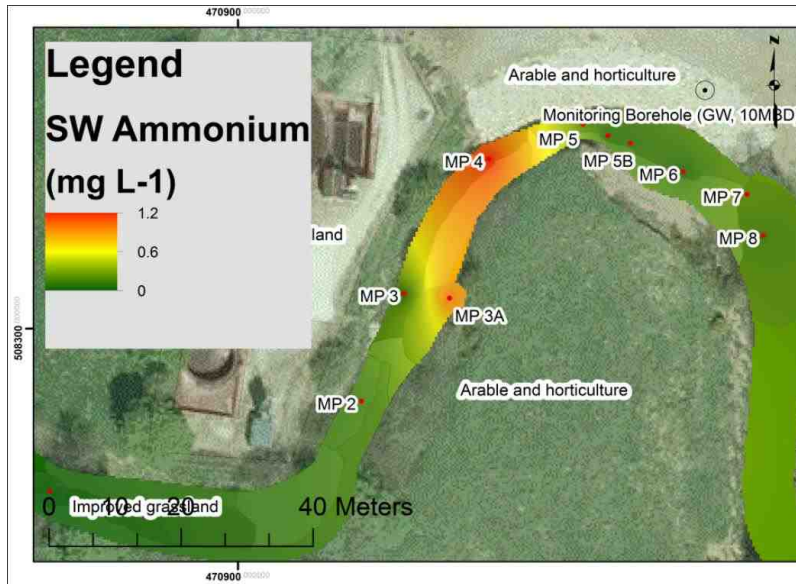 470900
Legend
SW Ammonium
(mg L-1)
1.2
0.6
0
Arable and horticulture
Monitoring Borehole (GW, 10MBD
MP 5
MP 4
MP 5B
MP 6
MP 7
MP 8
land
MP 3
MP 3A
508300
MP 2
Arable and horticulture
0 10 20 40 Meters
Improved grassland
470900